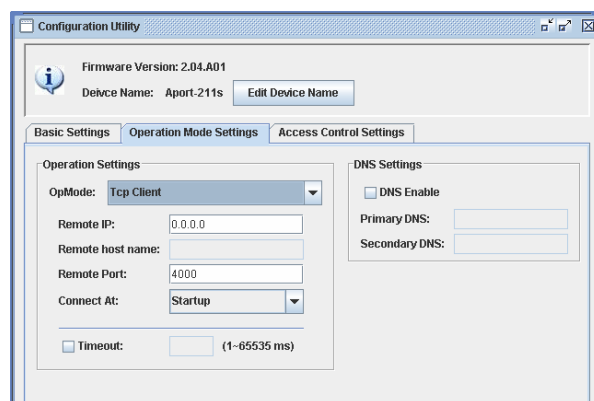 Configuration Utility
Firmware Version: 2.04.A01
Deivce Name: Aport-211s Edit Device Name
Basic Settings Operation Mode Settings Access Control Settings
Operation Settings
OpMode: Tcp Client
Remote IP: 0.0.0.0
Remote host name:
Remote Port: 4000
Connect At: Startup
Timeout: (1~65535 ms)
DNS Settings
DNS Enable
Primary DNS:
Secondary DNS: